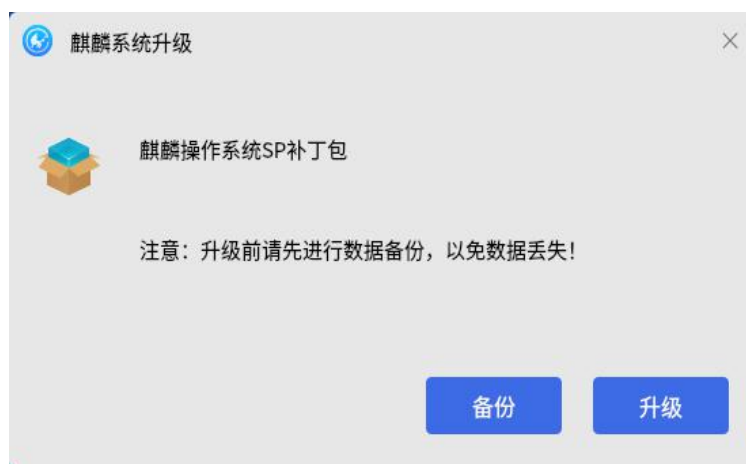 麒麟系统升级
麒麟操作系统SP补丁包
注意：升级前请先进行数据备份，以免数据丢失！
备份
升级